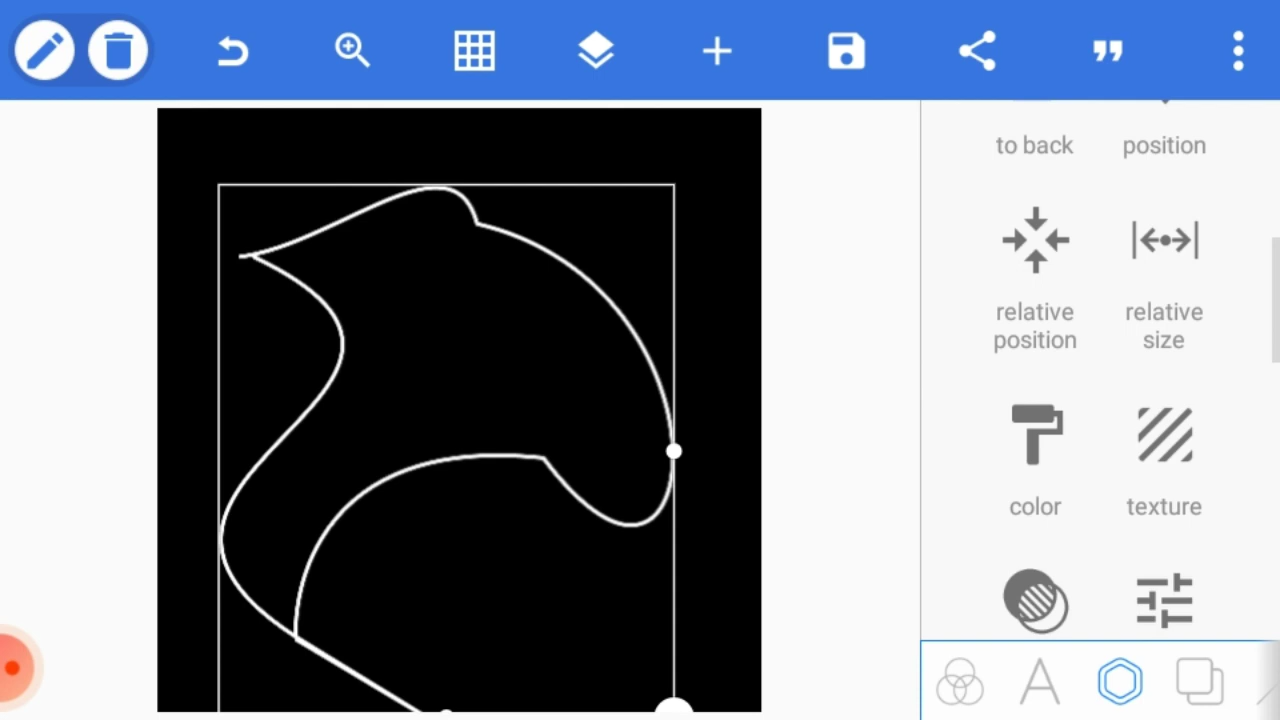 to back
position
relative
position
relative
size
color
texture